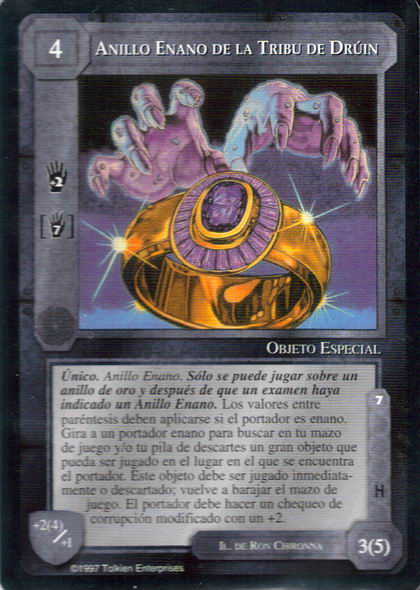 4
ANILLO ENANO DE LA TRIBU DE DRÚIN
+2
[7]
OBJETO ESPECIAL
Único. Anillo Enano. Sólo se puede jugar sobre un
anillo de oro y después de que un examen haya
indicado un Anillo Enano. Los valores entre
paréntesis deben aplicarse si el portador es enano.
Gira a un portador enano para buscar en tu mazo
de juego y/o tu pila de descartes un gran objeto que
pueda ser jugado en el lugar en el que se encuentra
el portador. Este objeto debe ser jugado inmediata-
mente o descartado; vuelve a barajar el mazo de
juego. El portador debe hacer un chequeo de
corrupción modificado con un +2.
7
H
+2(4)/+1
IL. DE RON CHIRONNA
3(5)
©1997 Tolkien Enterprises